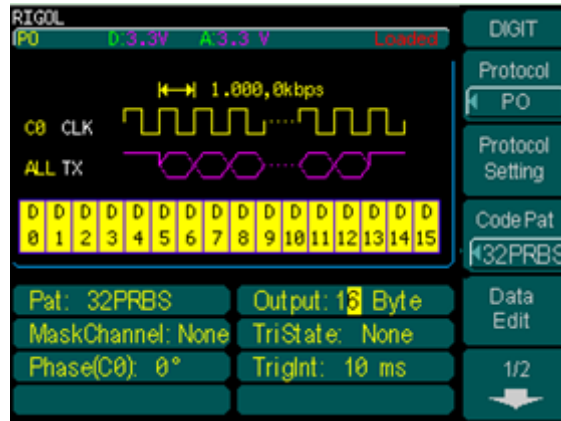 RIGOL
PO D:3.3V A:3.3 V Loaded
1.000,0kbps
C0 CLK
ALL TX
D D D D D D D D D D D D D D D D
0 1 2 3 4 5 6 7 8 9 10 11 12 13 14 15
Pat: 32PRBS Output: 16 Byte
MaskChannel: None TriState: None
Phase(C0): 0° TrigInt: 10 ms
DIGIT
Protocol
PO
Protocol
Setting
Code Pat
32PRBS
Data
Edit
1/2